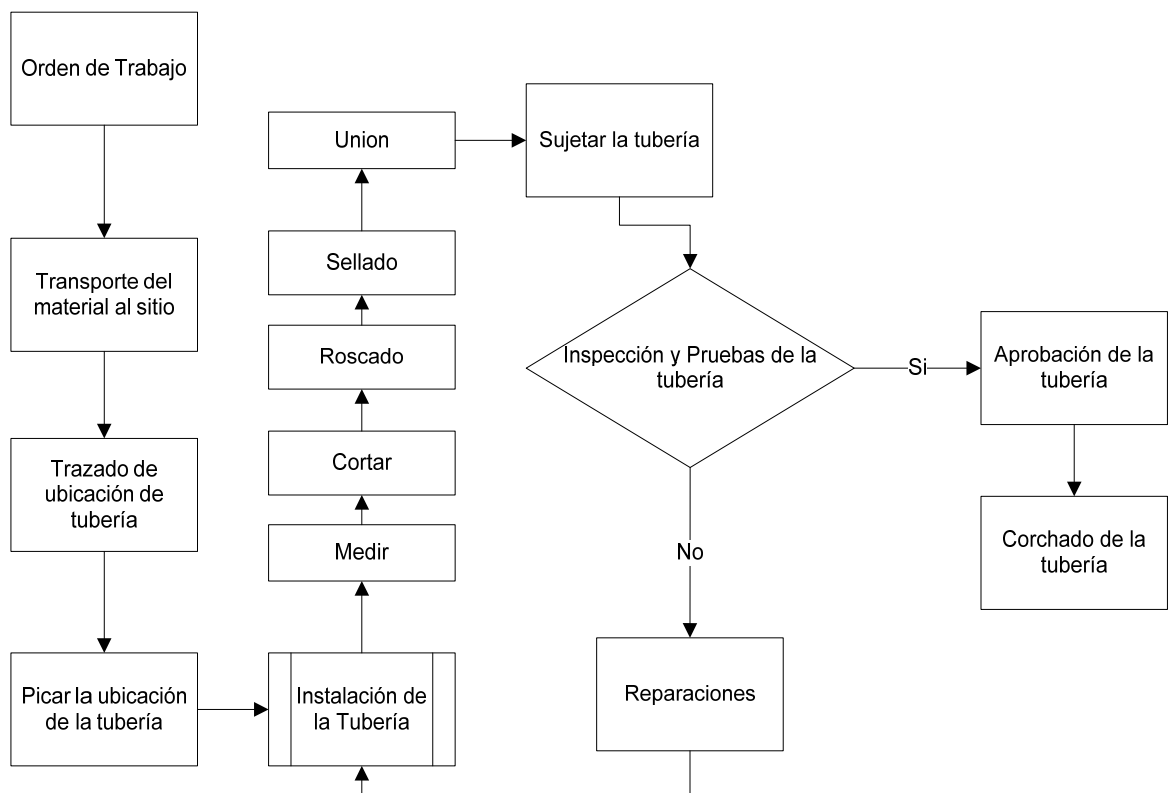 Orden de Trabajo
Transporte del
material al sitio
Trazado de
ubicación de
tubería
Picar la ubicación
de la tubería
Instalación de
la Tubería
Medir
Cortar
Roscado
Sellado
Union
Sujetar la tubería
Inspección y Pruebas de la
tubería
Si
Aprobación de la
tubería
Corchado de la
tubería
No
Reparaciones